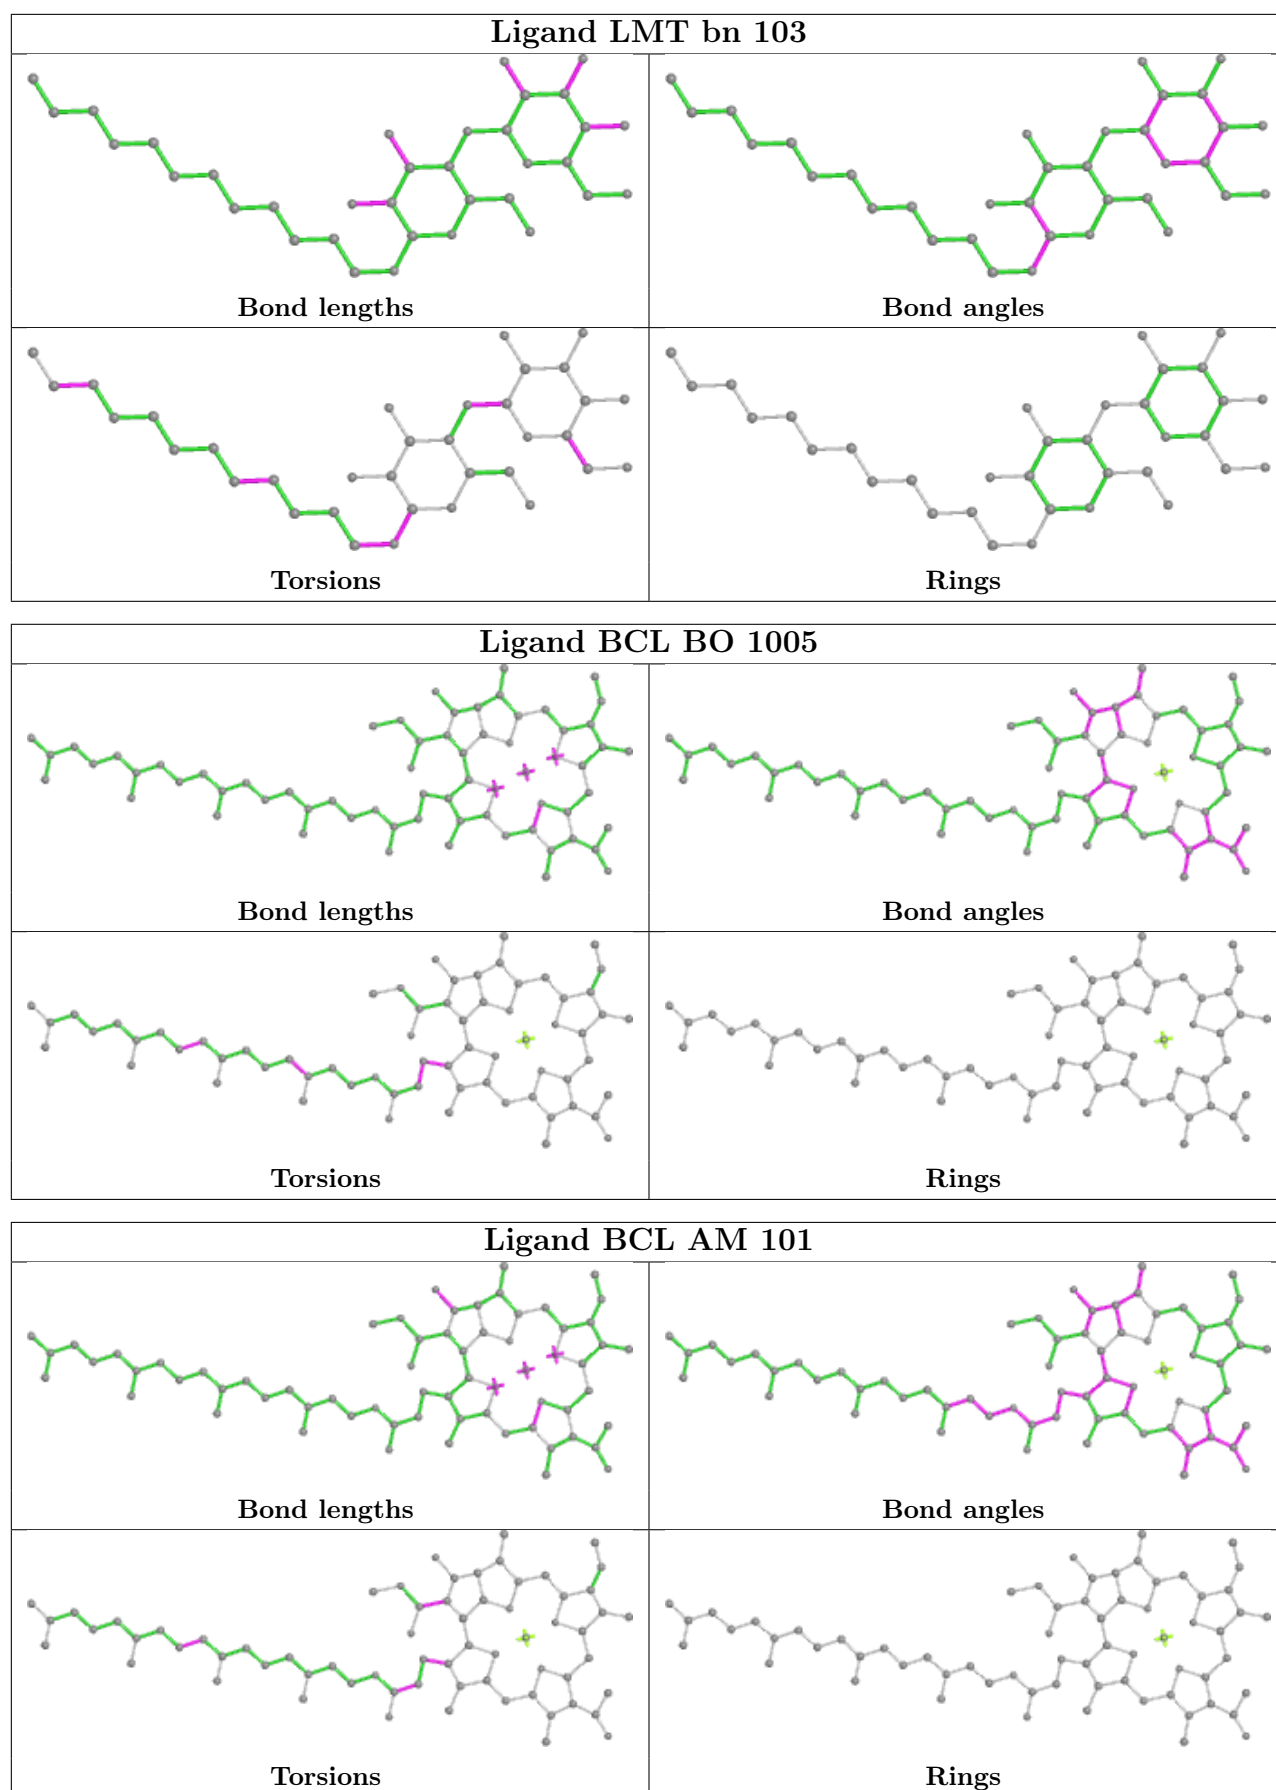 Ligand LMT bn 103
Bond lengths
Bond angles
Torsions
Rings
Ligand BCL BO 1005
Bond lengths
Bond angles
Torsions
Rings
Ligand BCL AM 101
Bond lengths
Bond angles
Torsions
Rings